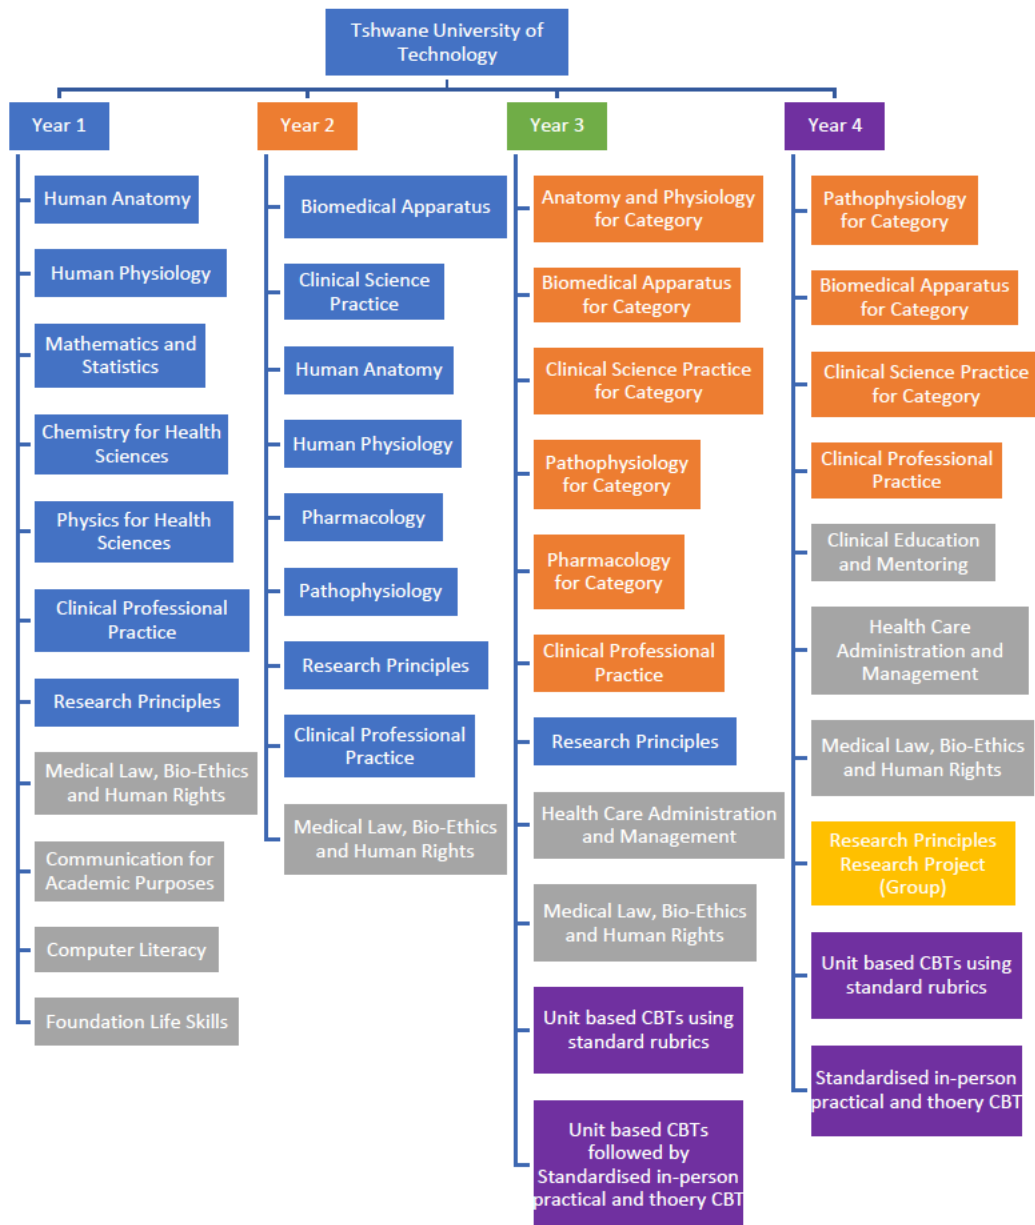 Tshwane University of
Technology
Year 1
Human Anatomy
Human Physiology
Mathematics and
Statistics
Chemistry for Health
Sciences
Physics for Health
Sciences
Clinical Professional
Practice
Research Principles
Medical Law, Bio-Ethics
and Human Rights
Communication for
Academic Purposes
Computer Literacy
Foundation Life Skills
Year 2
Biomedical Apparatus
Clinical Science
Practice
Human Anatomy
Human Physiology
Pharmacology
Pathophysiology
Research Principles
Clinical Professional
Practice
Medical Law, Bio-Ethics
and Human Rights
Year 3
Anatomy and Physiology
for Category
Biomedical Apparatus
for Category
Clinical Science Practice
for Category
Pathophysiology
for Category
Pharmacology
for Category
Clinical Professional
Practice
Research Principles
Health Care Administration
and Management
Medical Law, Bio-Ethics
and Human Rights
Unit based CBTs using
standard rubrics
Unit based CBTs
followed by
Standardised in-person
practical and thoery CBT
Year 4
Pathophysiology
for Category
Biomedical Apparatus
for Category
Clinical Science Practice
for Category
Clinical Professional
Practice
Clinical Education
and Mentoring
Health Care
Administration and
Management
Medical Law, Bio-Ethics
and Human Rights
Research Principles
Research Project
(Group)
Unit based CBTs using
standard rubrics
Standardised in-person
practical and thoery CBT